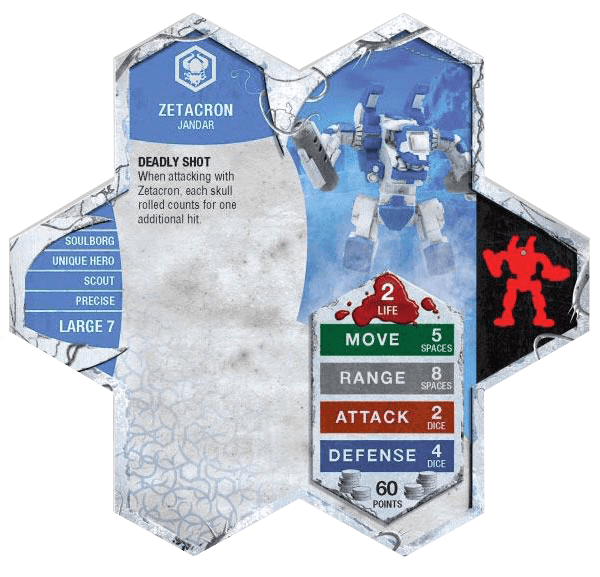 ZETACRON
JANDAR
DEADLY SHOT
When attacking with
Zetacron, each skull
rolled counts for one
additional hit.
SOULBORG
UNIQUE HERO
SCOUT
PRECISE
LARGE 7
2
LIFE
MOVE 5 SPACES
RANGE 8 SPACES
ATTACK 2 DICE
DEFENSE 4 DICE
60
POINTS